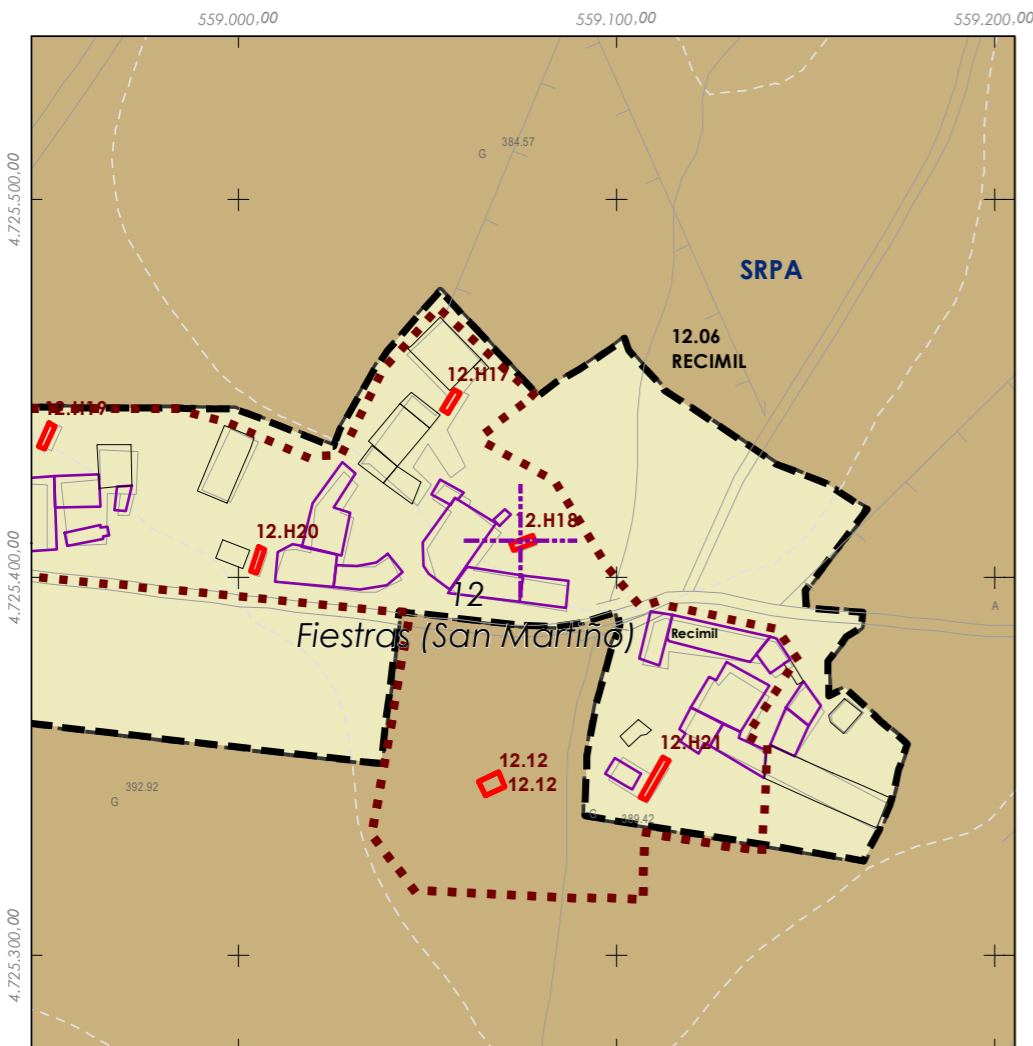 559.000,00
559.100,00
559.200,00
4.725.500,00
4.725.400,00
4.725.300,00
G
384.57
SRPA
12.06
RECIMIL
12.H17
12.H19
12.H20
12.H18
12
Fiestras (San Martiño)
Recimil
A
12.H21
12.12
12.12
392.92
G
G
389.42